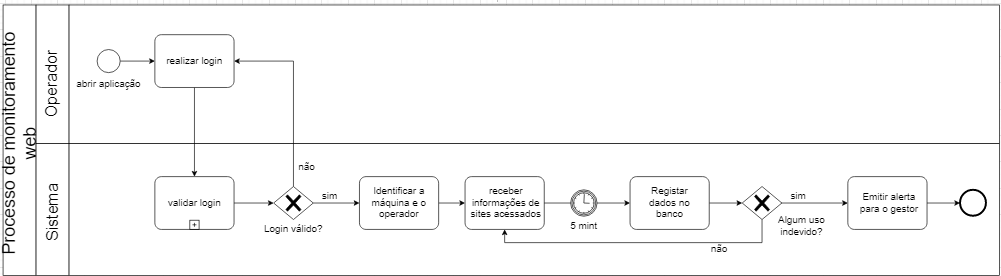 Processo de monitoramento
web
Operador
abrir aplicação
realizar login
Sistema
validar login
não
Login válido?
sim
Identificar a
máquina e o
operador
receber
informações de
sites acessados
5 mint
Registar
dados no
banco
não
sim
Algum uso
indevido?
Emitir alerta
para o gestor